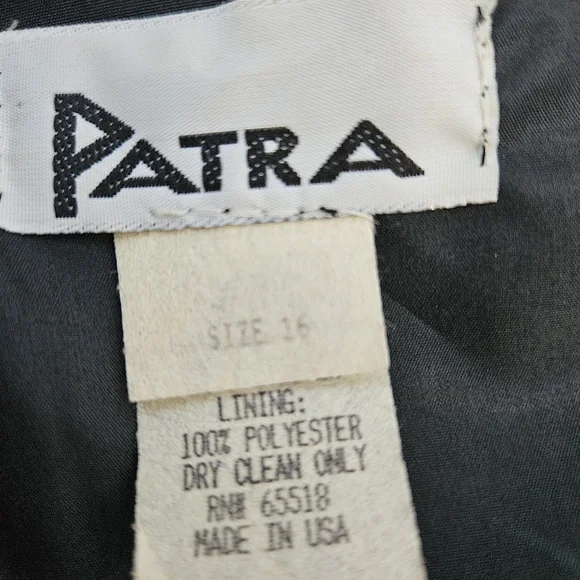 PATRA
SIZE 16
LINING:
100% POLYESTER
DRY CLEAN ONLY
RN# 65518
MADE IN USA